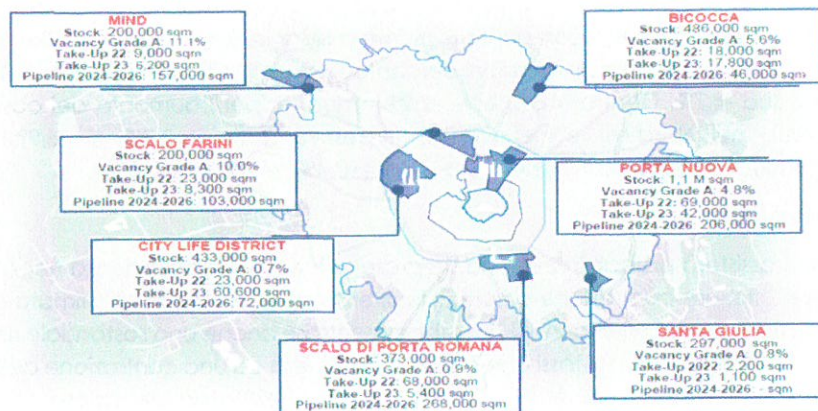 MIND
Stock: 200,000 sqm
Vacancy Grade A: 11.1%
Take-Up 22: 9,000 sqm
Take-Up 23: 6,200 sqm
Pipeline 2024-2026: 157,000 sqm
BICOCCA
Stock: 486,000 sqm
Vacancy Grade A: 5.6%
Take-Up 22: 18,000 sqm
Take-Up 23: 17,800 sqm
Pipeline 2024-2026: 46,000 sqm
SCALO FARINI
Stock: 200,000 sqm
Vacancy Grade A: 10.0%
Take-Up 22: 23,000 sqm
Take-Up 23: 8,300 sqm
Pipeline 2024-2026: 103,000 sqm
PORTA NUOVA
Stock: 1,1 M sqm
Vacancy Grade A: 4.8%
Take-Up 22: 69,000 sqm
Take-Up 23: 42,000 sqm
Pipeline 2024-2026: 206,000 sqm
CITY LIFE DISTRICT
Stock: 433,000 sqm
Vacancy Grade A: 0.7%
Take-Up 22: 23,000 sqm
Take-Up 23: 60,600 sqm
Pipeline 2024-2026: 72,000 sqm
SCALO DI PORTA ROMANA
Stock: 373,000 sqm
Vacancy Grade A: 0.9%
Take-Up 22: 68,000 sqm
Take-Up 23: 5,400 sqm
Pipeline 2024-2026: 268,000 sqm
SANTA GIULIA
Stock: 297,000 sqm
Vacancy Grade A: 0.8%
Take-Up 2022: 2,200 sqm
Take-Up 23: 1,100 sqm
Pipeline 2024-2026: - sqm